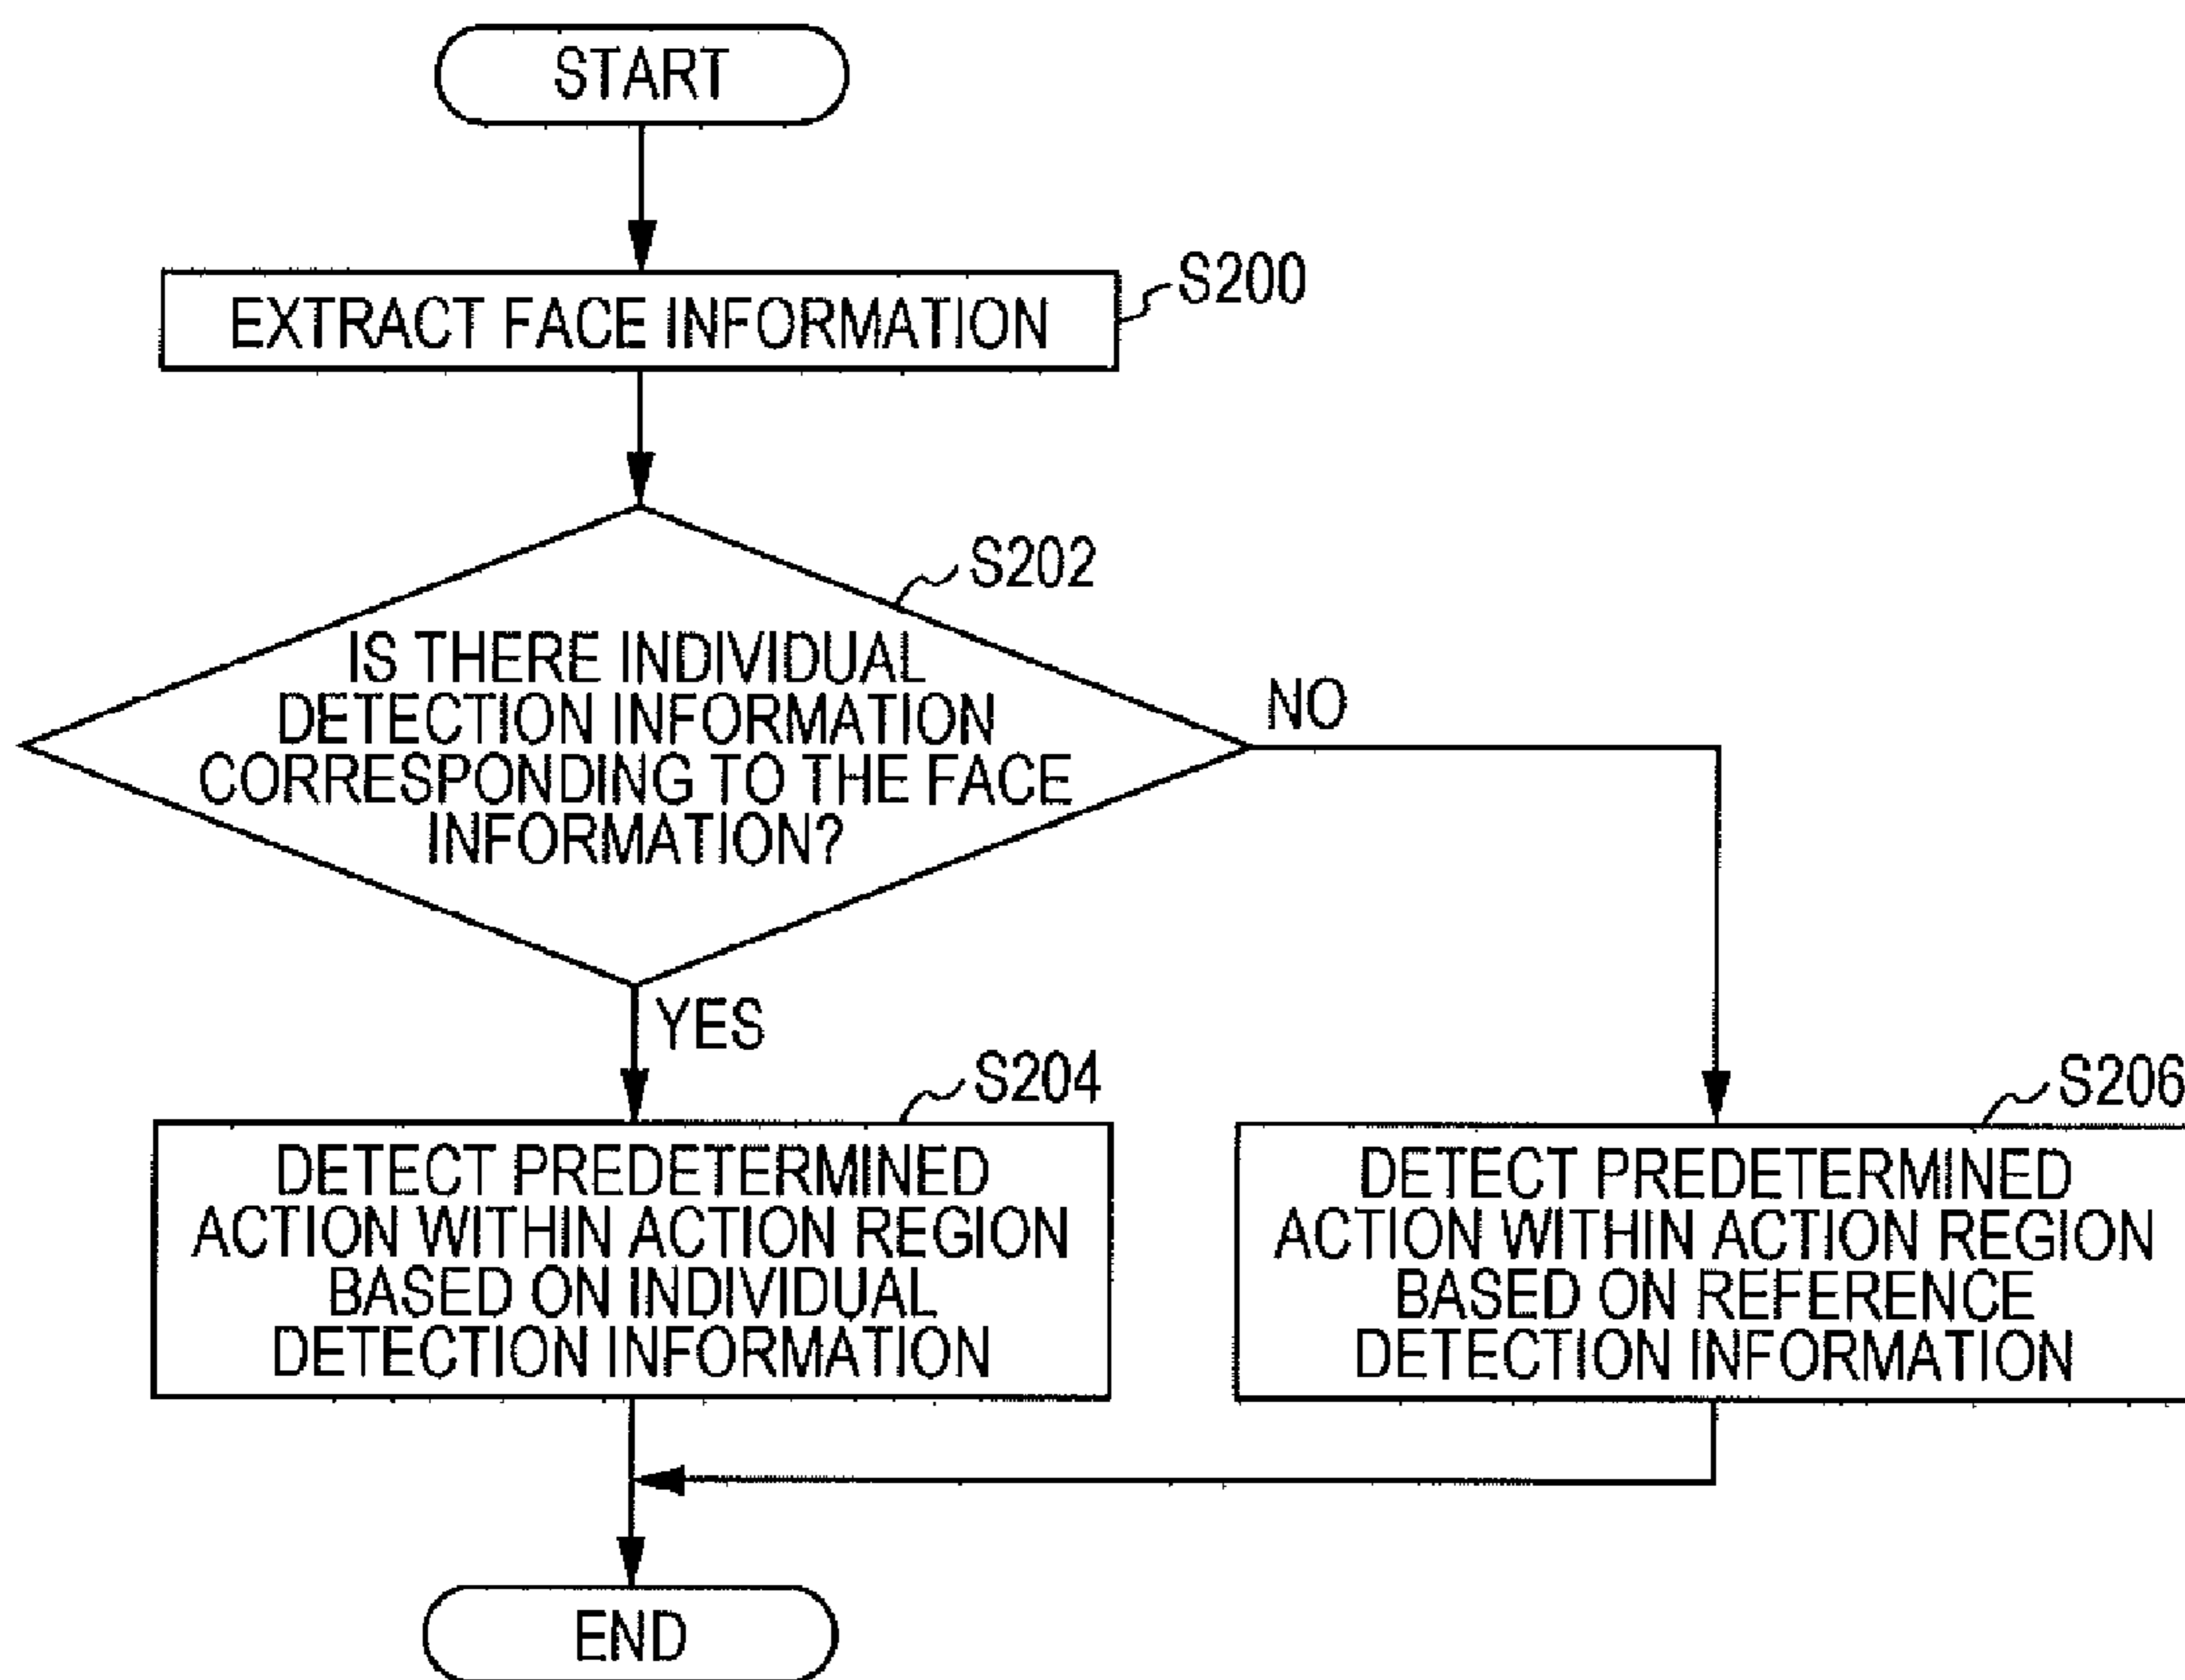 START
EXTRACT FACE INFORMATION
S200
S202
IS THERE INDIVIDUAL
DETECTION INFORMATION
CORRESPONDING TO THE FACE
INFORMATION?
NO
YES
S204
DETECT PREDETERMINED
ACTION WITHIN ACTION REGION
BASED ON INDIVIDUAL
DETECTION INFORMATION
S206
DETECT PREDETERMINED
ACTION WITHIN ACTION REGION
BASED ON REFERENCE
DETECTION INFORMATION
END